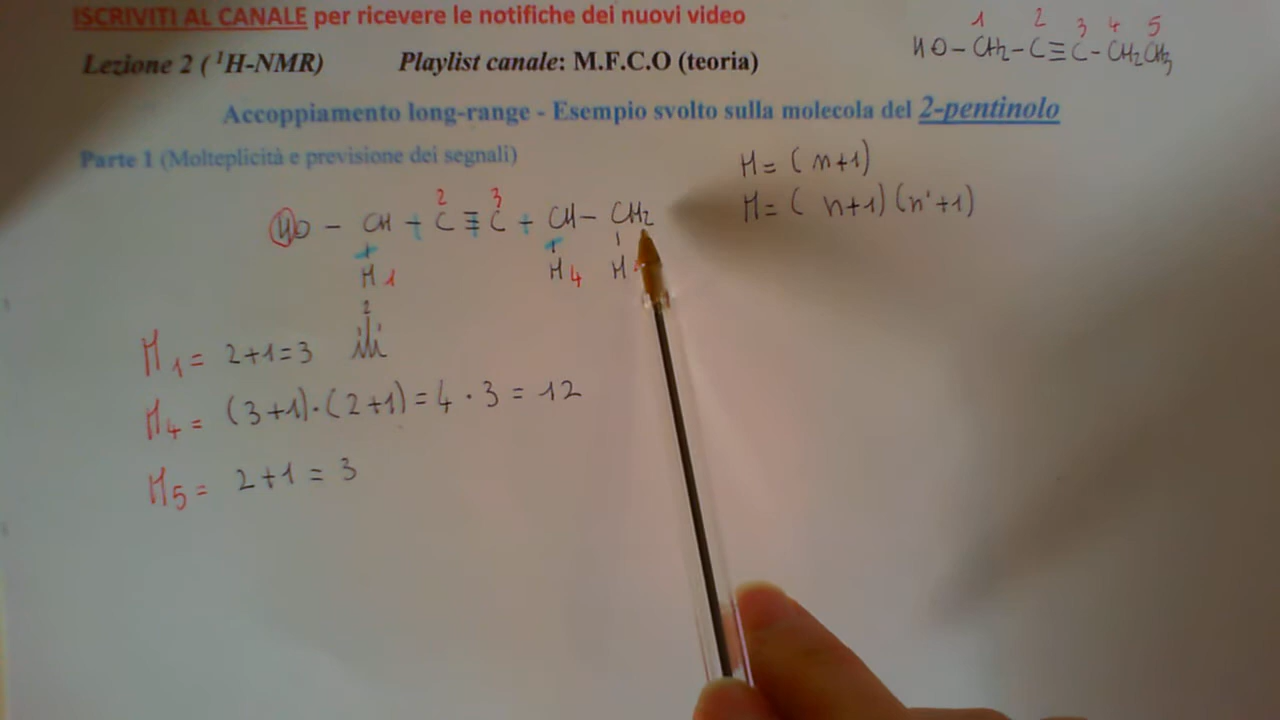 ISCRIVITI AL CANALE per ricevere le notifiche dei nuovi video
1 2 3 4 5
HO-CH₂-C≡C-CH₂CH₃
Lezione 2 ( ¹H-NMR) Playlist canale: M.F.C.O (teoria)
Accoppiamento long-range - Esempio svolto sulla molecola del 2-pentinolo
Parte 1 (Molteplicità e previsione dei segnali)
M = (n+1)
M = ( n+1)(n'+1)
2 3
HO - CH - C ≡ C - CH - CH₂
H 1 H 4 H
2
M₁ = 2+1=3
M₄ = (3+1)·(2+1)=4·3=12
M₅ = 2+1=3